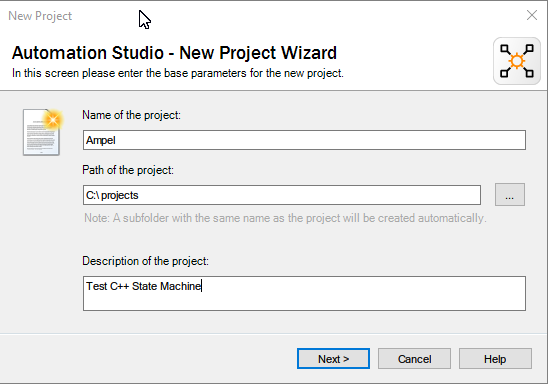 New Project
Automation Studio - New Project Wizard
In this screen please enter the base parameters for the new project.
Name of the project:
Ampel
Path of the project:
C:\projects
...
Note: A subfolder with the same name as the project will be created automatically.
Description of the project:
Test C++ State Machine
Next >
Cancel
Help